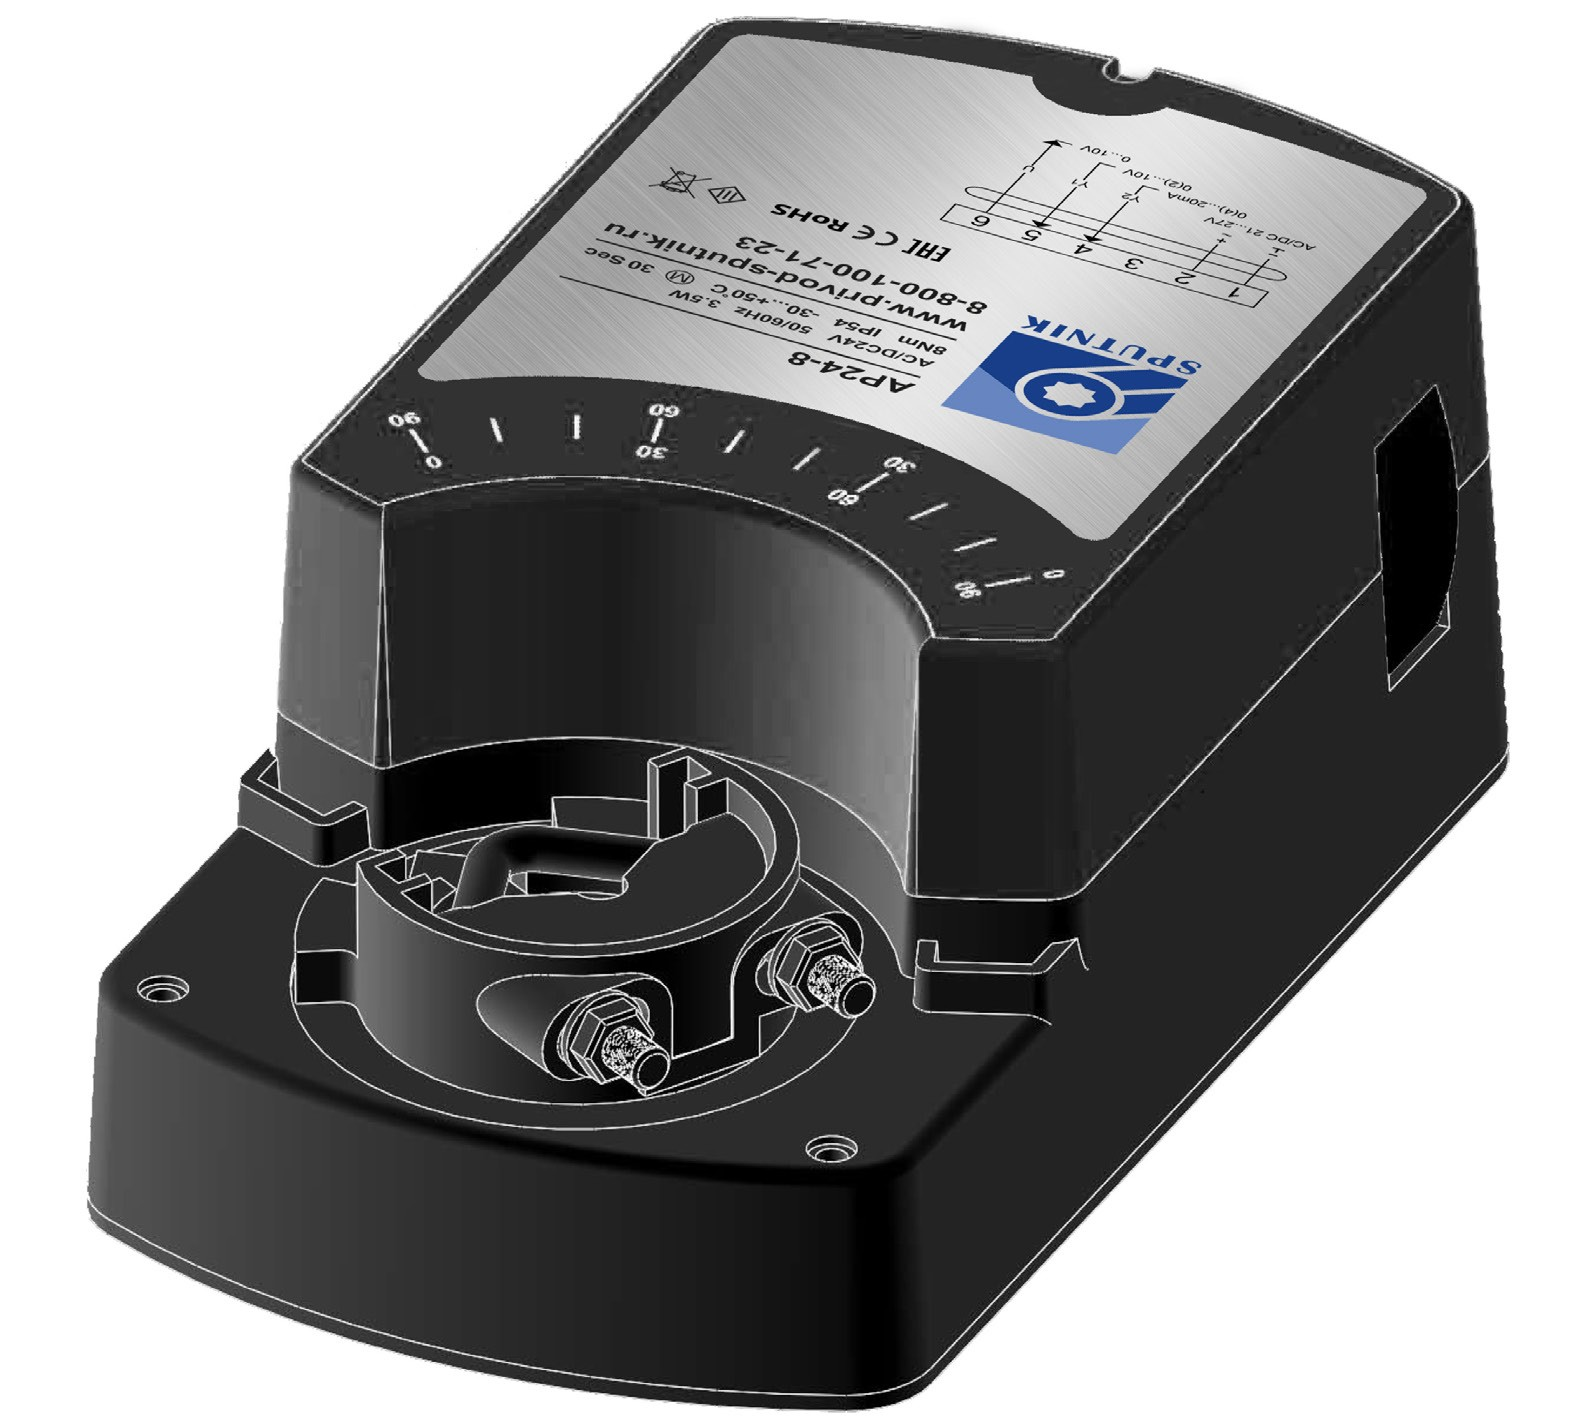 SPUTNIK
AP24-8
AC/DC24V 50/60Hz 3.5W
8Nm IP54 -30...+50°C M 30 Sec
www.privod-sputnik.ru
8-800-100-71-23
EAC CE RoHS
1 2 3 4 5 6
⊥ ~ + Y2 Y1 U
AC/DC 21...27V
0(4)...20mA
0(2)...10V
0...10V
0 30 60 90
90 60 30 0